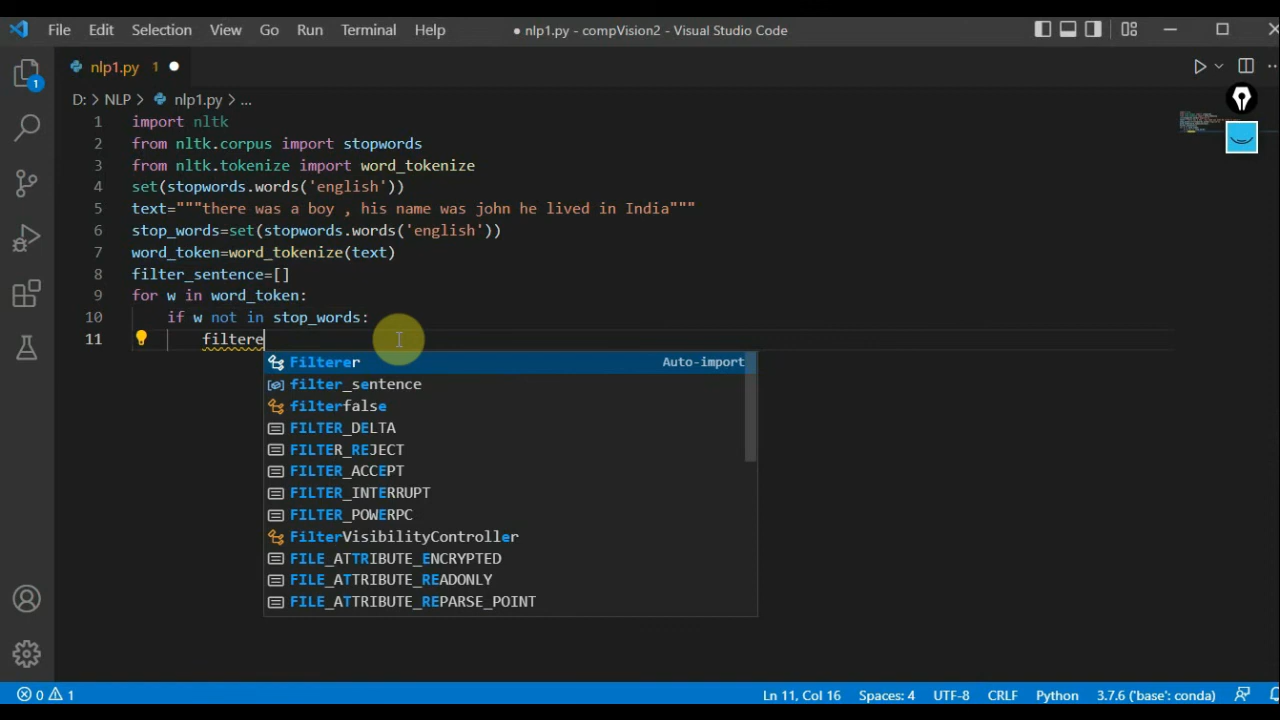 File Edit Selection View Go Run Terminal Help ● nlp1.py - compVision2 - Visual Studio Code
nlp1.py 1 ●
D: > NLP > nlp1.py > ...
1 import nltk
2 from nltk.corpus import stopwords
3 from nltk.tokenize import word_tokenize
4 set(stopwords.words('english'))
5 text="""there was a boy , his name was john he lived in India"""
6 stop_words=set(stopwords.words('english'))
7 word_token=word_tokenize(text)
8 filter_sentence=[]
9 for w in word_token:
10 if w not in stop_words:
11 filtere
Filterer Auto-import
filter_sentence
filterfalse
FILTER_DELTA
FILTER_REJECT
FILTER_ACCEPT
FILTER_INTERRUPT
FILTER_POWERPC
FilterVisibilityController
FILE_ATTRIBUTE_ENCRYPTED
FILE_ATTRIBUTE_READONLY
FILE_ATTRIBUTE_REPARSE_POINT
1
0 1 Ln 11, Col 16 Spaces: 4 UTF-8 CRLF Python 3.7.6 ('base': conda)